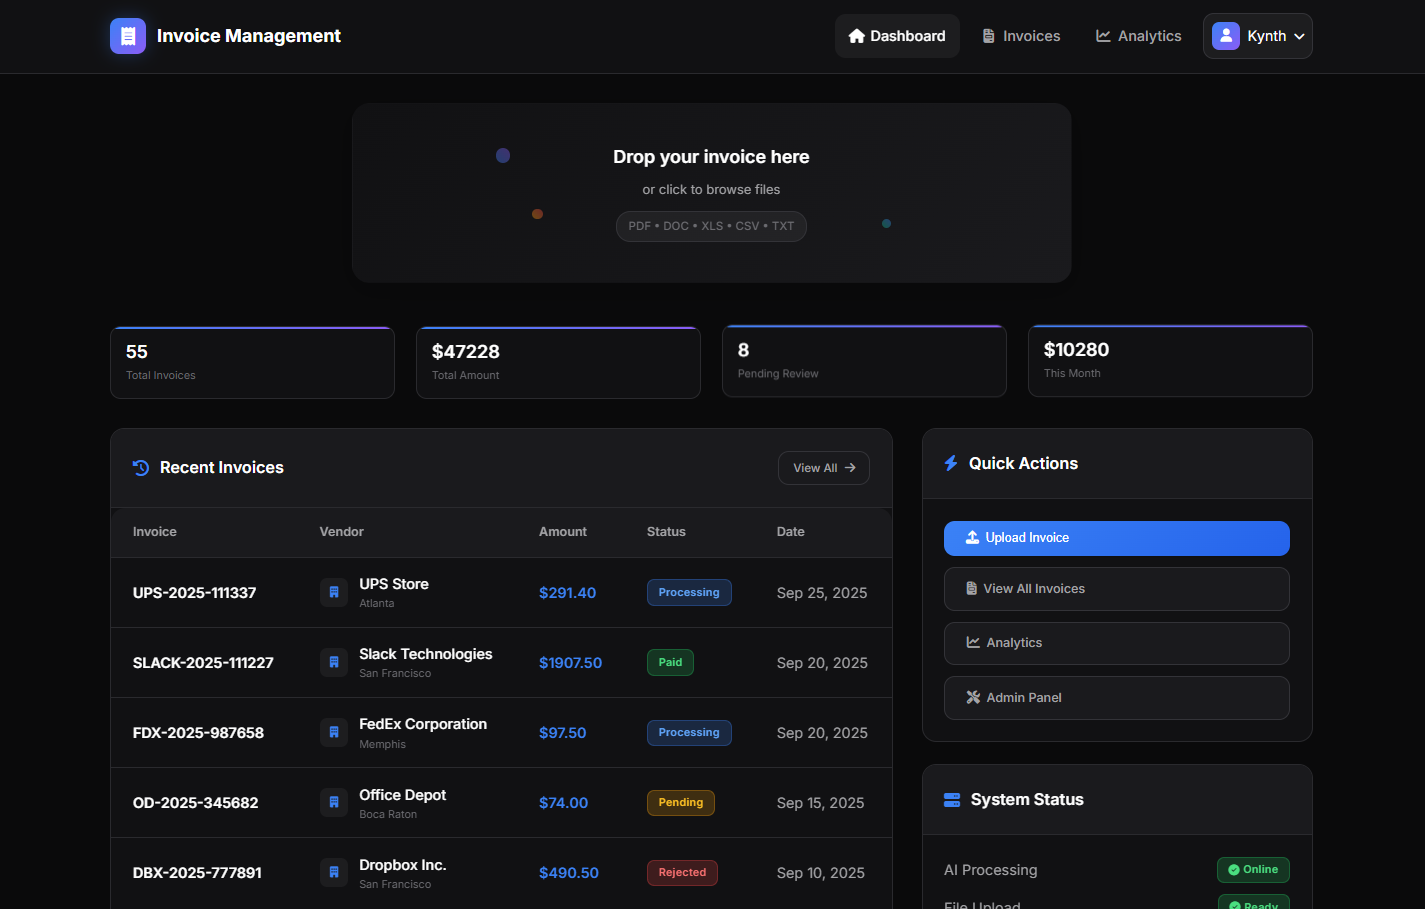 Invoice Management
Dashboard
Invoices
Analytics
Kynth
Drop your invoice here
or click to browse files
PDF • DOC • XLS • CSV • TXT
55
Total Invoices
$47228
Total Amount
8
Pending Review
$10280
This Month
Recent Invoices
View All →
Invoice Vendor Amount Status Date
UPS-2025-111337 UPS Store Atlanta $291.40 Processing Sep 25, 2025
SLACK-2025-111227 Slack Technologies San Francisco $1907.50 Paid Sep 20, 2025
FDX-2025-987658 FedEx Corporation Memphis $97.50 Processing Sep 20, 2025
OD-2025-345682 Office Depot Boca Raton $74.00 Pending Sep 15, 2025
DBX-2025-777891 Dropbox Inc. San Francisco $490.50 Rejected Sep 10, 2025
Quick Actions
Upload Invoice
View All Invoices
Analytics
Admin Panel
System Status
AI Processing Online
File Upload Ready